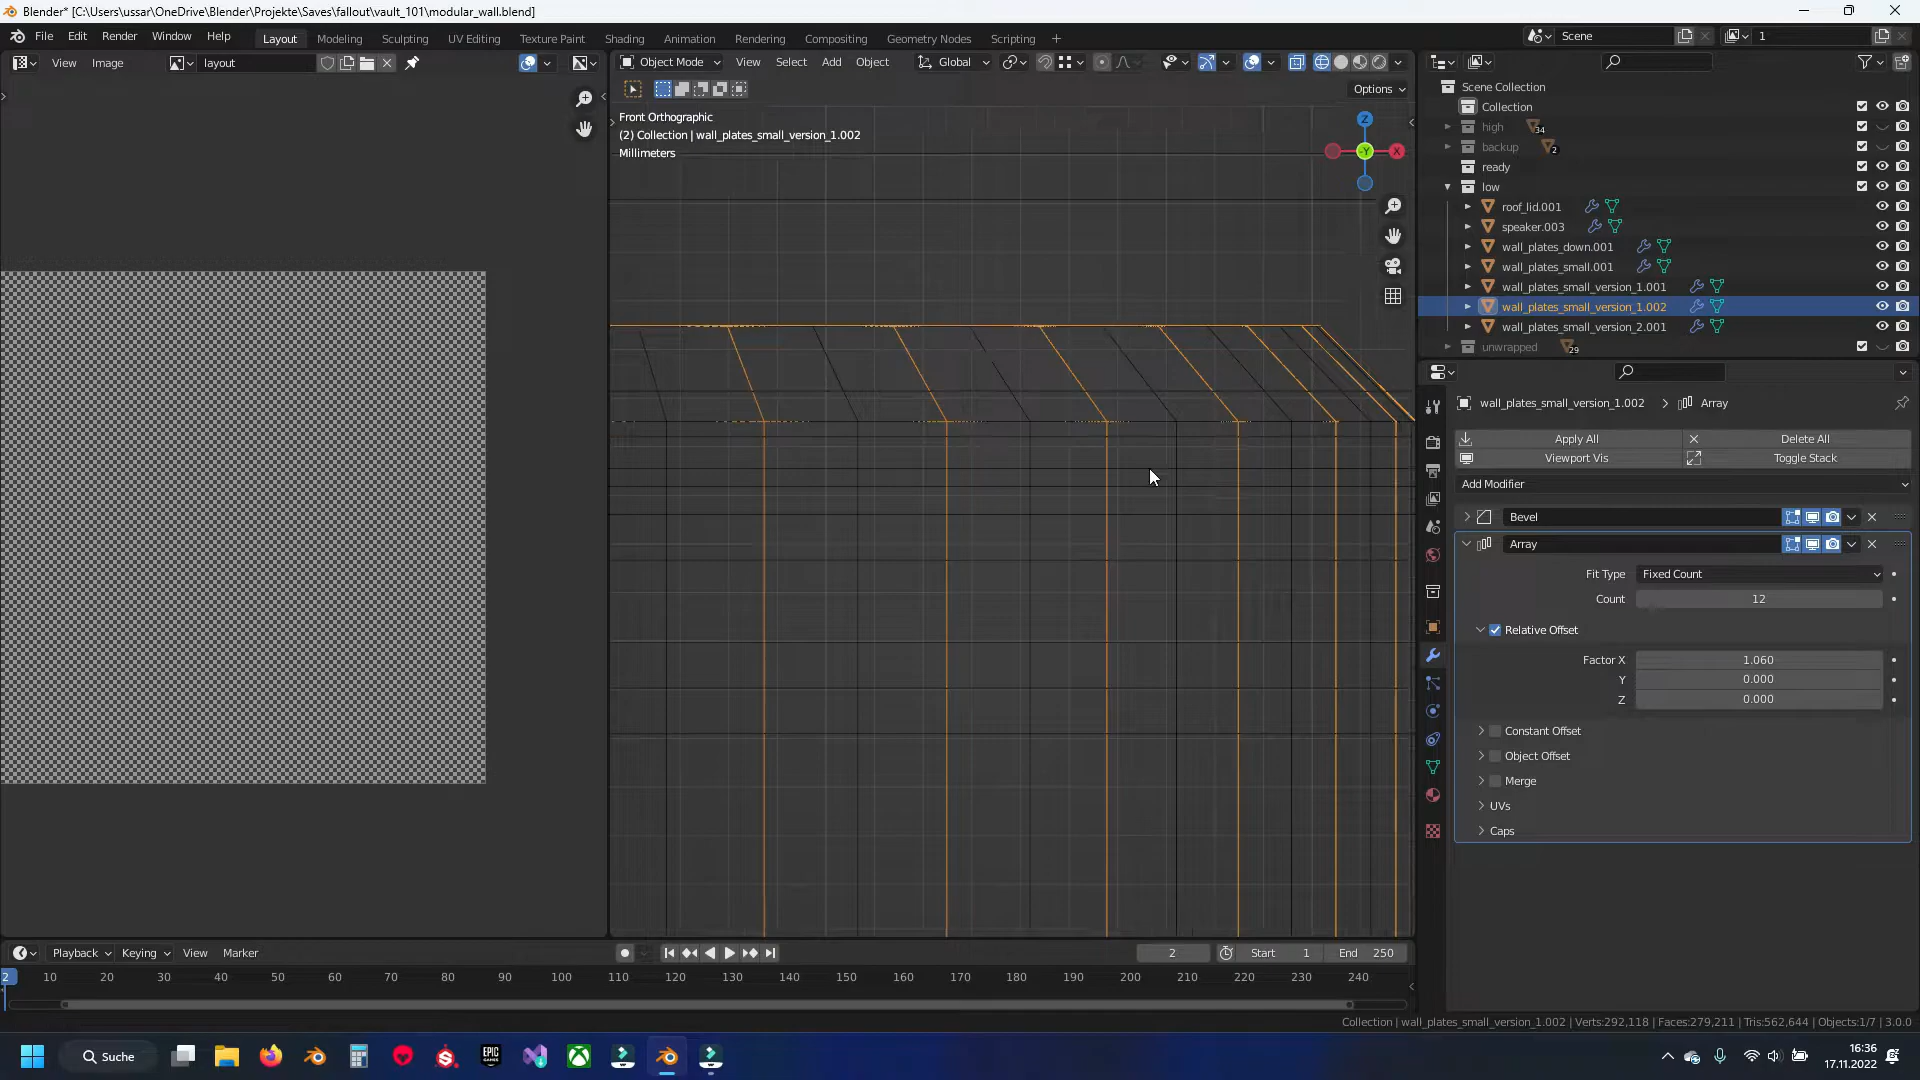 Blender* [C:\Users\ussar\OneDrive\Blender\Projekte\Saves\fallout\vault_101\modular_wall.blend]
File Edit Render Window Help Layout Modeling Sculpting UV Editing Texture Paint Shading Animation Rendering Compositing Geometry Nodes Scripting + Scene 1
View Image layout Object Mode View Select Add Object Global
Options
Front Orthographic
(2) Collection | wall_plates_small_version_1.002
Millimeters
Z
-Y
X
Scene Collection
Collection
high 34
backup 2
ready
low
roof_lid.001
speaker.003
wall_plates_down.001
wall_plates_small.001
wall_plates_small_version_1.001
wall_plates_small_version_1.002
wall_plates_small_version_2.001
unwrapped 29
wall_plates_small_version_1.002 > Array
Apply All Delete All
Viewport Vis Toggle Stack
Add Modifier
Bevel
Array
Fit Type Fixed Count
Count 12
Relative Offset
Factor X 1.060
Y 0.000
Z 0.000
Constant Offset
Object Offset
Merge
UVs
Caps
Playback Keying View Marker 2 Start 1 End 250
2 10 20 30 40 50 60 70 80 90 100 110 120 130 140 150 160 170 180 190 200 210 220 230 240
Collection | wall_plates_small_version_1.002 | Verts:292,118 | Faces:279,211 | Tris:562,644 | Objects:1/7 | 3.0.0
Suche
EPIC GAMES
16:36
17.11.2022